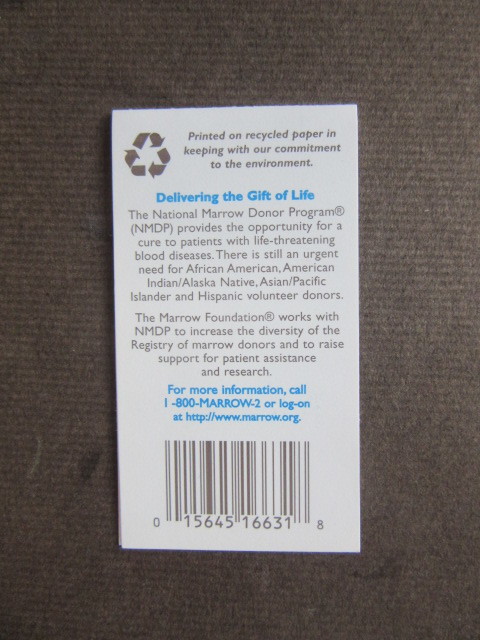 Printed on recycled paper in
keeping with our commitment
to the environment.
Delivering the Gift of Life
The National Marrow Donor Program®
(NMDP) provides the opportunity for a
cure to patients with life-threatening
blood diseases. There is still an urgent
need for African American, American
Indian/Alaska Native, Asian/Pacific
Islander and Hispanic volunteer donors.
The Marrow Foundation® works with
NMDP to increase the diversity of the
Registry of marrow donors and to raise
support for patient assistance
and research.
For more information, call
1 -800-MARROW-2 or log-on
at http://www.marrow.org.
0 15645 16631 8